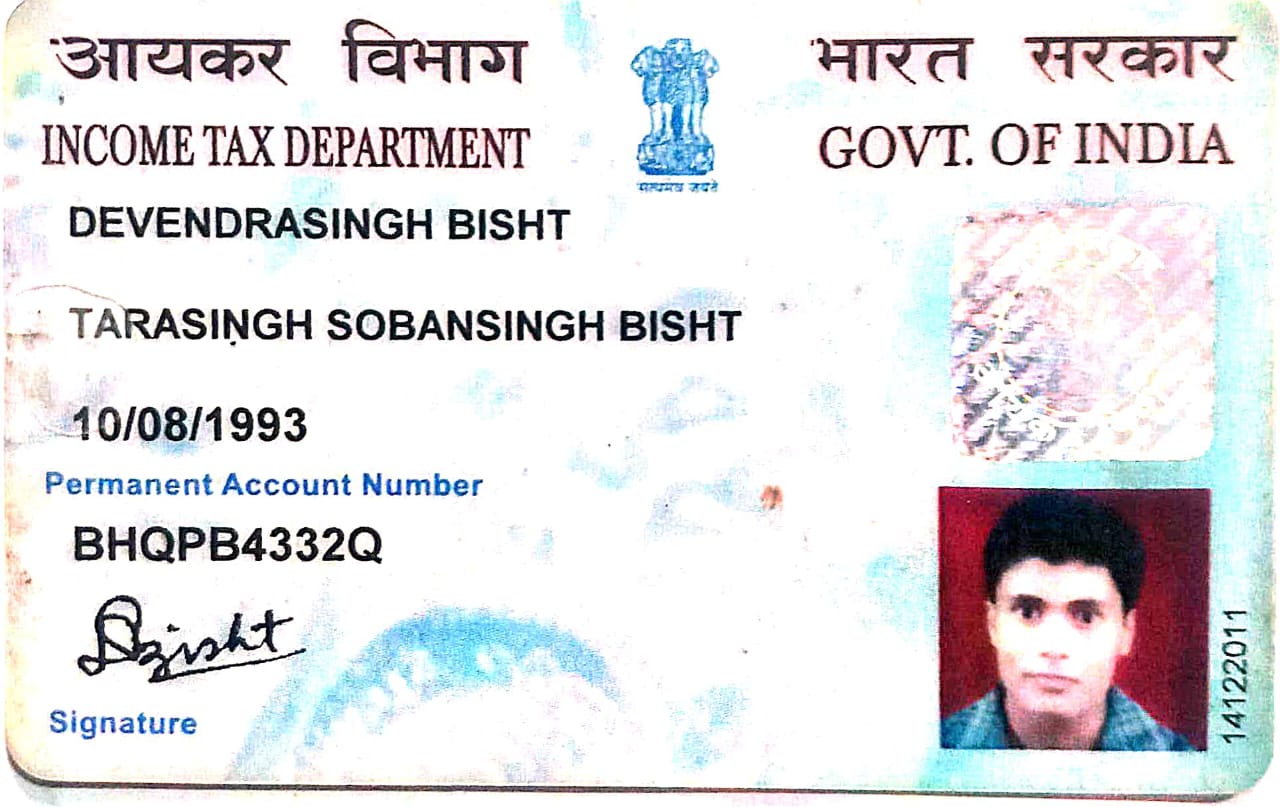 आयकर विभाग
भारत सरकार
INCOME TAX DEPARTMENT
GOVT. OF INDIA
सत्यमेव जयते
DEVENDRASINGH BISHT
TARASINGH SOBANSINGH BISHT
10/08/1993
Permanent Account Number
BHQPB4332Q
Signature
14122011